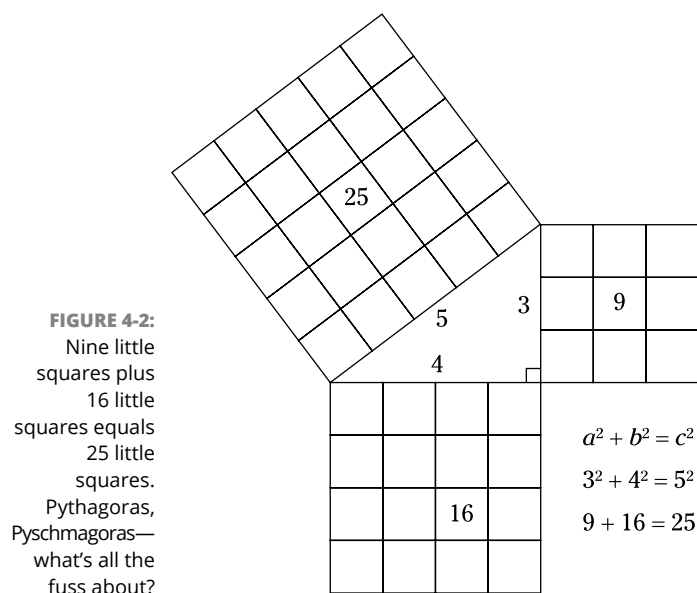 FIGURE 4-2:
Nine little
squares plus
16 little
squares equals
25 little
squares.
Pythagoras,
Pyschmagoras—
what's all the
fuss about?
25
5
3
4
9
16
a² + b² = c²
3² + 4² = 5²
9 + 16 = 25